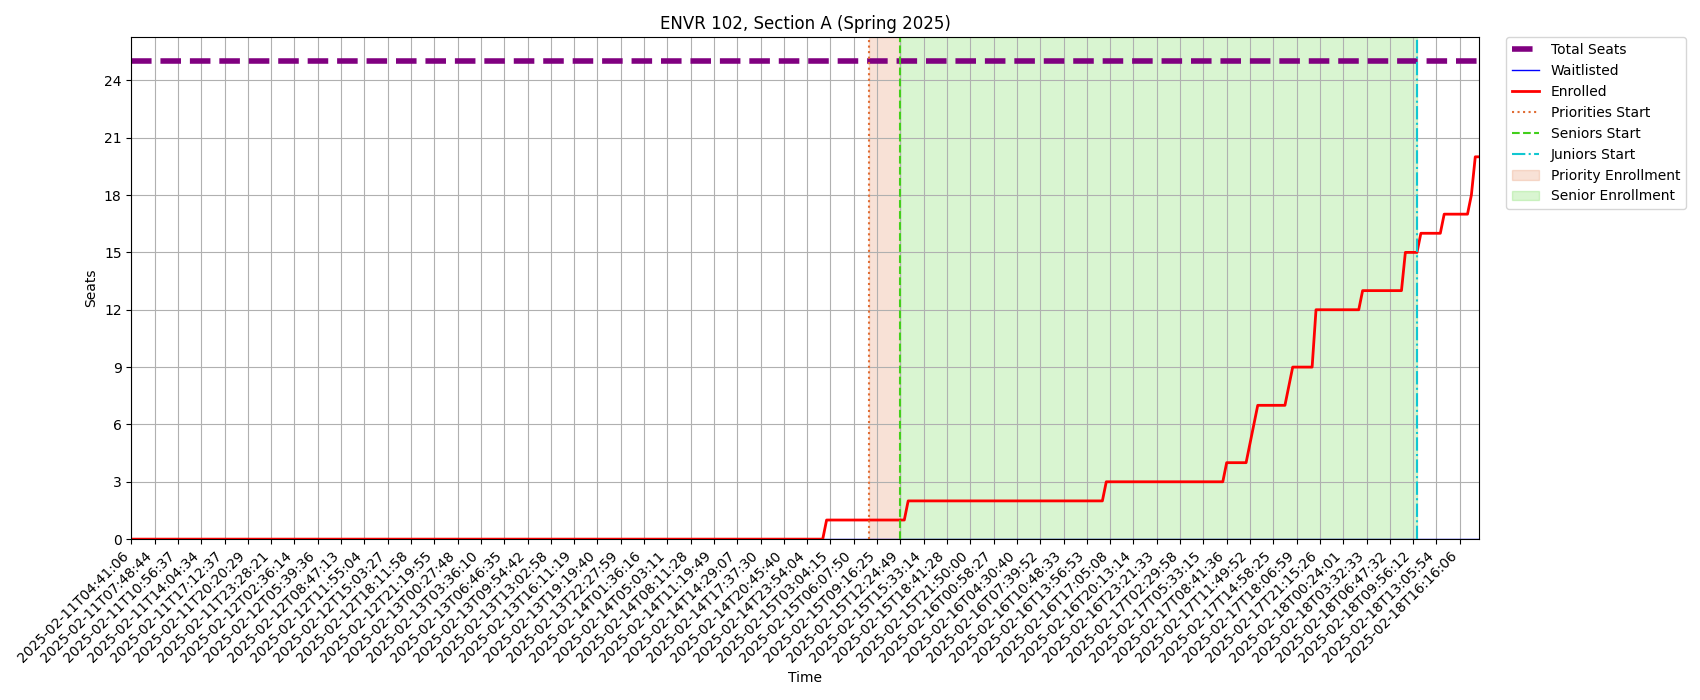 ENVR 102, Section A (Spring 2025)
Total Seats
Waitlisted
Enrolled
Priorities Start
Seniors Start
Juniors Start
Priority Enrollment
Senior Enrollment
Seats
24
21
18
15
12
9
6
3
0
2025-02-11T04:41:06
2025-02-11T07:48:44
2025-02-11T10:56:37
2025-02-11T14:04:34
2025-02-11T17:12:37
2025-02-11T20:20:29
2025-02-11T23:28:21
2025-02-12T02:36:14
2025-02-12T05:39:36
2025-02-12T08:47:13
2025-02-12T11:55:04
2025-02-12T15:03:27
2025-02-12T18:11:58
2025-02-12T21:19:55
2025-02-13T00:27:48
2025-02-13T03:36:10
2025-02-13T06:46:35
2025-02-13T09:54:42
2025-02-13T13:02:58
2025-02-13T16:11:19
2025-02-13T19:19:40
2025-02-13T22:27:59
2025-02-14T01:36:16
2025-02-14T05:03:11
2025-02-14T08:11:28
2025-02-14T11:19:49
2025-02-14T14:29:07
2025-02-14T17:37:30
2025-02-14T20:45:40
2025-02-14T23:54:04
2025-02-15T03:04:15
2025-02-15T06:07:50
2025-02-15T09:16:25
2025-02-15T12:24:49
2025-02-15T15:33:14
2025-02-15T18:41:28
2025-02-15T21:50:00
2025-02-16T00:58:27
2025-02-16T04:30:40
2025-02-16T07:39:52
2025-02-16T10:48:33
2025-02-16T13:56:53
2025-02-16T17:05:08
2025-02-16T20:13:14
2025-02-16T23:21:33
2025-02-17T02:29:58
2025-02-17T05:33:15
2025-02-17T08:41:36
2025-02-17T11:49:52
2025-02-17T14:58:25
2025-02-17T18:06:59
2025-02-17T21:15:26
2025-02-18T00:24:01
2025-02-18T03:32:33
2025-02-18T06:47:32
2025-02-18T09:56:12
2025-02-18T13:05:54
2025-02-18T16:16:06
Time